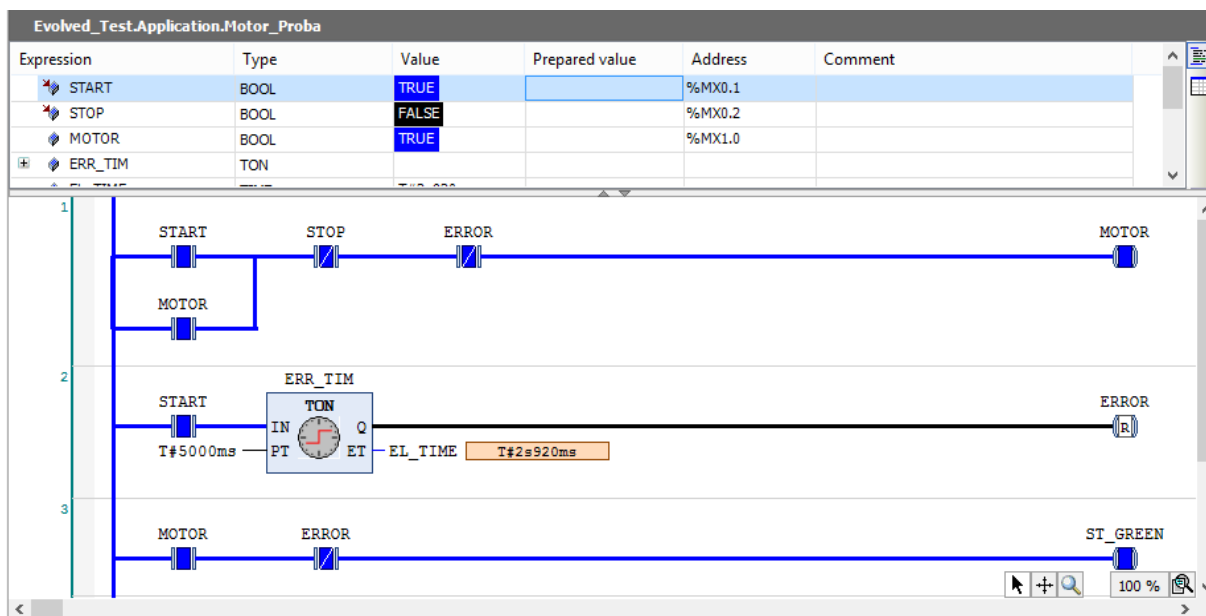 Evolved_Test.Application.Motor_Proba
Expression Type Value Prepared value Address Comment
START BOOL TRUE %MX0.1
STOP BOOL FALSE %MX0.2
MOTOR BOOL TRUE %MX1.0
ERR_TIM TON
1
START STOP ERROR MOTOR
MOTOR
2
ERR_TIM
START TON ERROR
IN Q R
T#5000ms PT ET EL_TIME T#2s920ms
3
MOTOR ERROR ST_GREEN
100 %